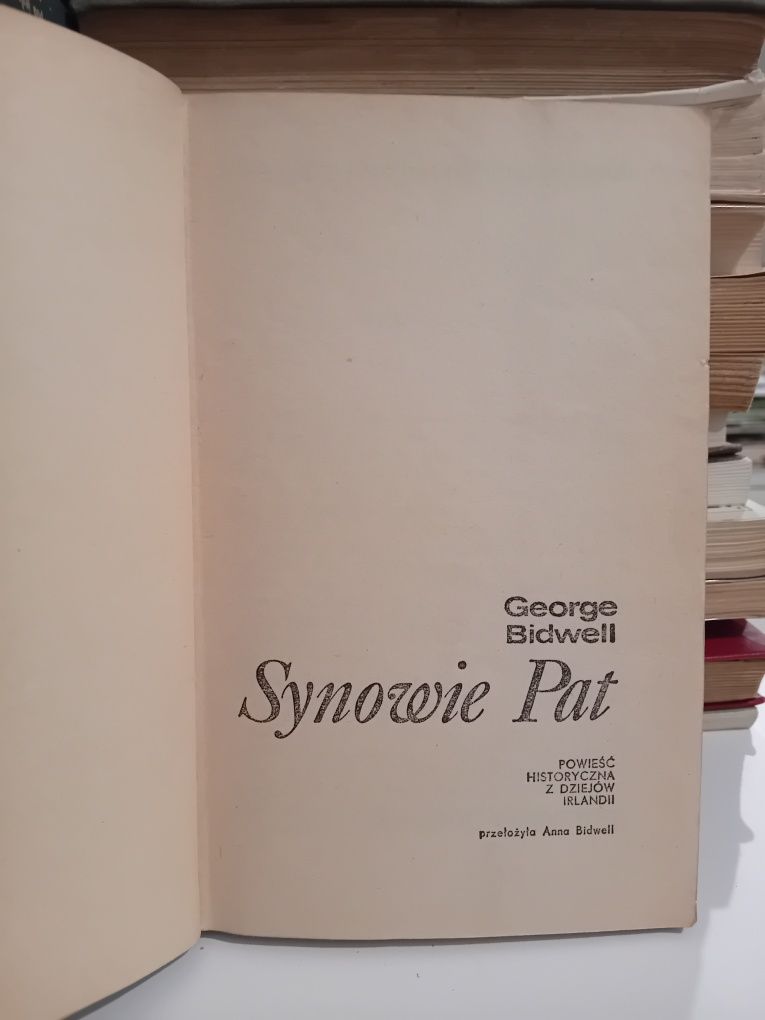 George
Bidwell
Synowie Pat
POWIEŚĆ
HISTORYCZNA
Z DZIEJÓW
IRLANDII
przełożyła Anna Bidwell